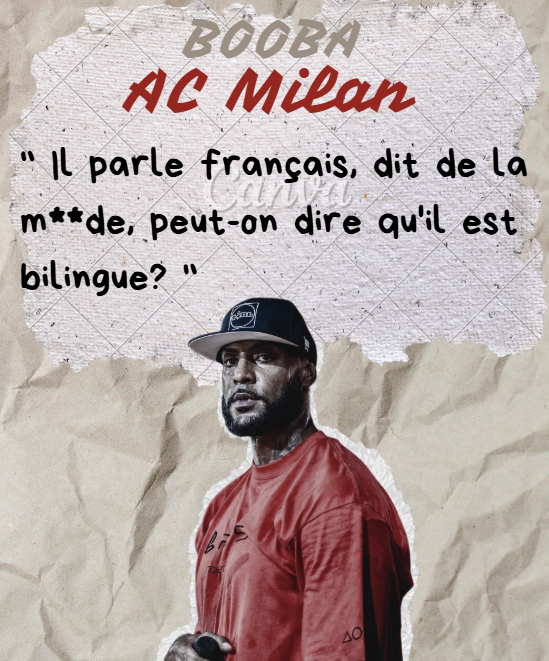 BOOBA
AC Milan
" Il parle français, dit de la
m**de, peut-on dire qu'il est
bilingue? "
Canva